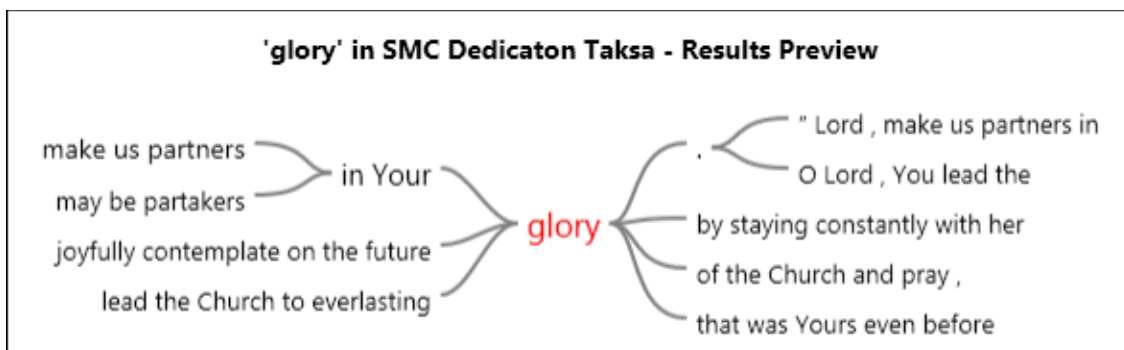 'glory' in SMC Dedicaton Taksa - Results Preview
make us partners
may be partakers
in Your
joyfully contemplate on the future
lead the Church to everlasting
glory
.
" Lord , make us partners in
O Lord , You lead the
by staying constantly with her
of the Church and pray ,
that was Yours even before